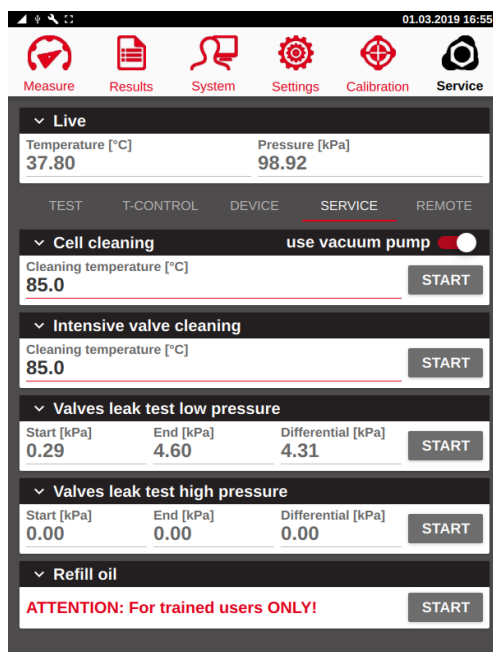 01.03.2019 16:55
Measure Results System Settings Calibration Service
Live
Temperature [°C] Pressure [kPa]
37.80 98.92
TEST T-CONTROL DEVICE SERVICE REMOTE
Cell cleaning use vacuum pump
Cleaning temperature [°C]
85.0 START
Intensive valve cleaning
Cleaning temperature [°C]
85.0 START
Valves leak test low pressure
Start [kPa] End [kPa] Differential [kPa]
0.29 4.60 4.31 START
Valves leak test high pressure
Start [kPa] End [kPa] Differential [kPa]
0.00 0.00 0.00 START
Refill oil
ATTENTION: For trained users ONLY! START